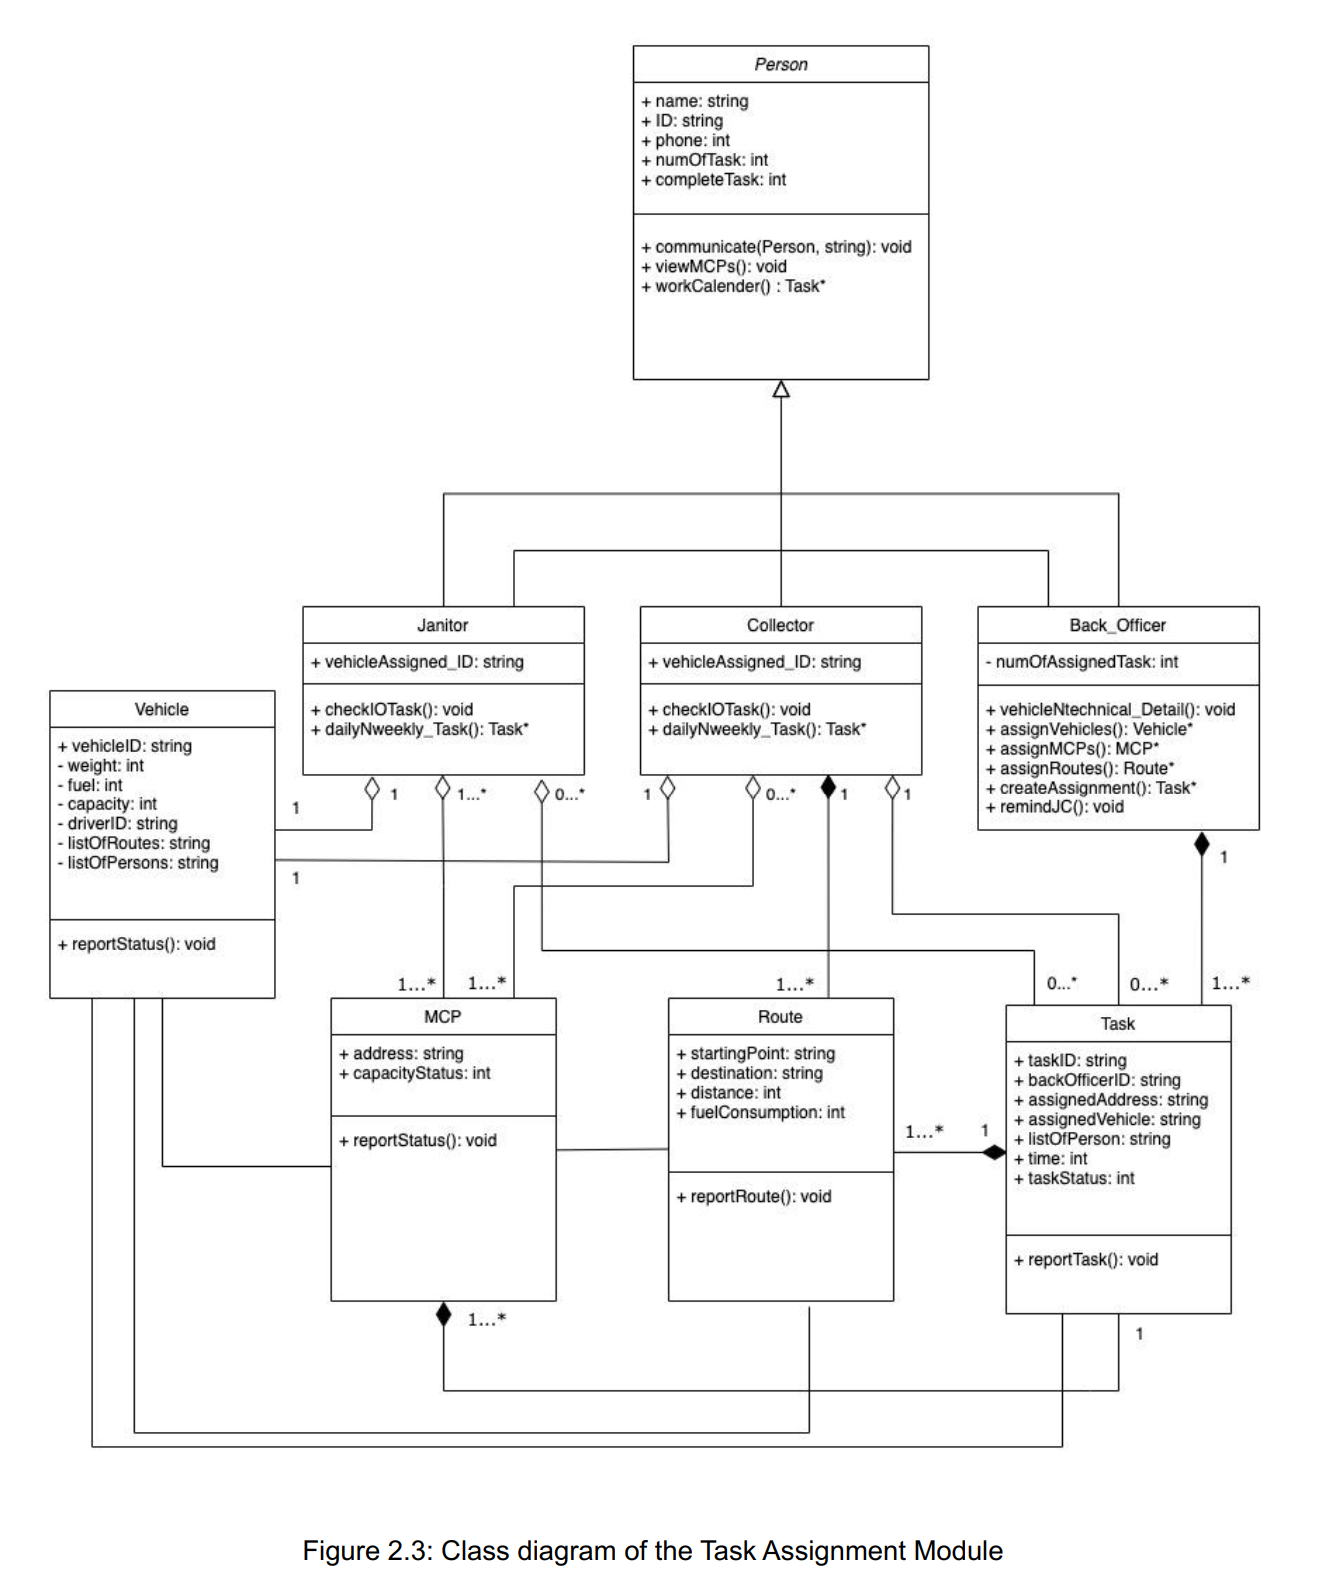 Person
+ name: string
+ ID: string
+ phone: int
+ numOfTask: int
+ completeTask: int
+ communicate(Person, string): void
+ viewMCPs(): void
+ workCalender() : Task*
Janitor
+ vehicleAssigned_ID: string
+ checkIOTask(): void
+ dailyNweekly_Task(): Task*
Collector
+ vehicleAssigned_ID: string
+ checkIOTask(): void
+ dailyNweekly_Task(): Task*
Back_Officer
- numOfAssignedTask: int
+ vehicleNtechnical_Detail(): void
+ assignVehicles(): Vehicle*
+ assignMCPs(): MCP*
+ assignRoutes(): Route*
+ createAssignment(): Task*
+ remindJC(): void
Vehicle
+ vehicleID: string
- weight: int
- fuel: int
- capacity: int
- driverID: string
- listOfRoutes: string
- listOfPersons: string
+ reportStatus(): void
1
1
1...*
0...*
1
0...*
1
1
1
1
1...*
1...*
1...*
0...*
0...*
1...*
MCP
+ address: string
+ capacityStatus: int
+ reportStatus(): void
Route
+ startingPoint: string
+ destination: string
+ distance: int
+ fuelConsumption: int
+ reportRoute(): void
1...*
1
Task
+ taskID: string
+ backOfficerID: string
+ assignedAddress: string
+ assignedVehicle: string
+ listOfPerson: string
+ time: int
+ taskStatus: int
+ reportTask(): void
1...*
1
Figure 2.3: Class diagram of the Task Assignment Module